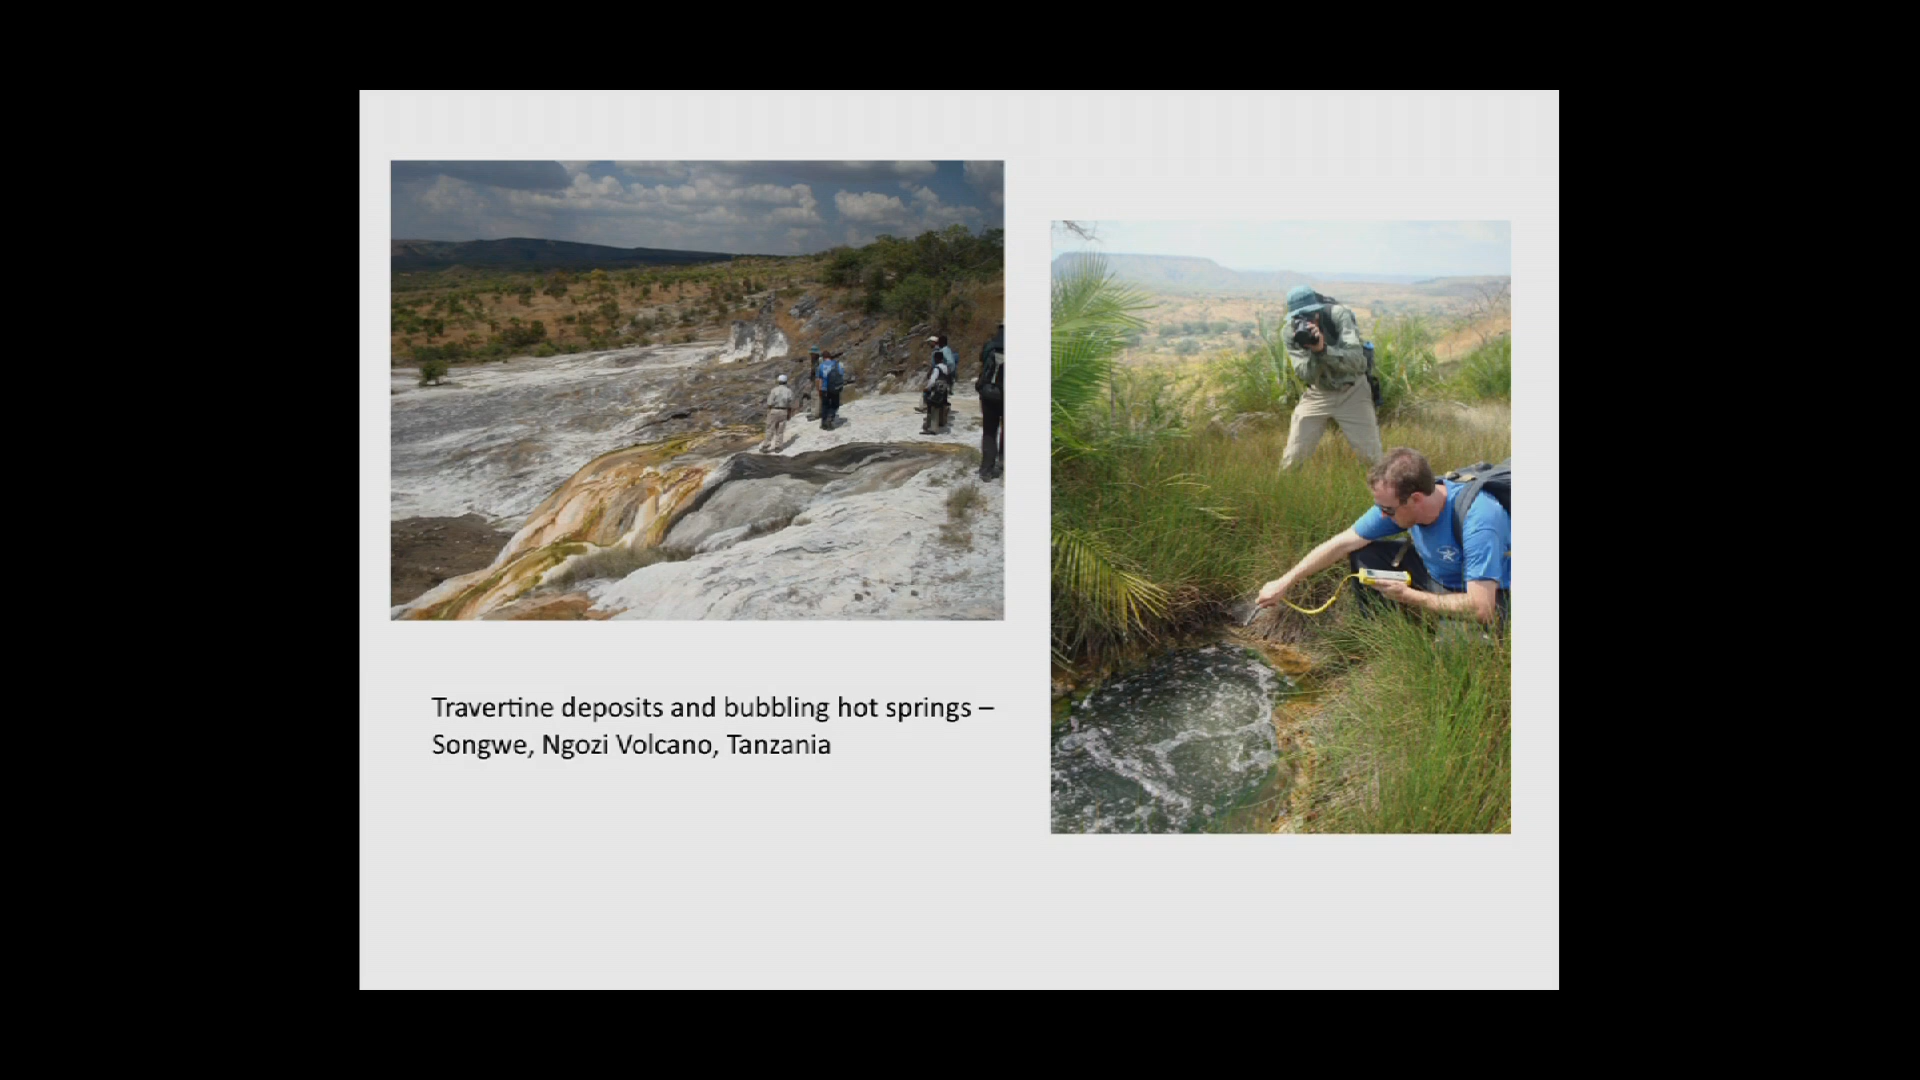 Travertine deposits and bubbling hot springs –
Songwe, Ngozi Volcano, Tanzania